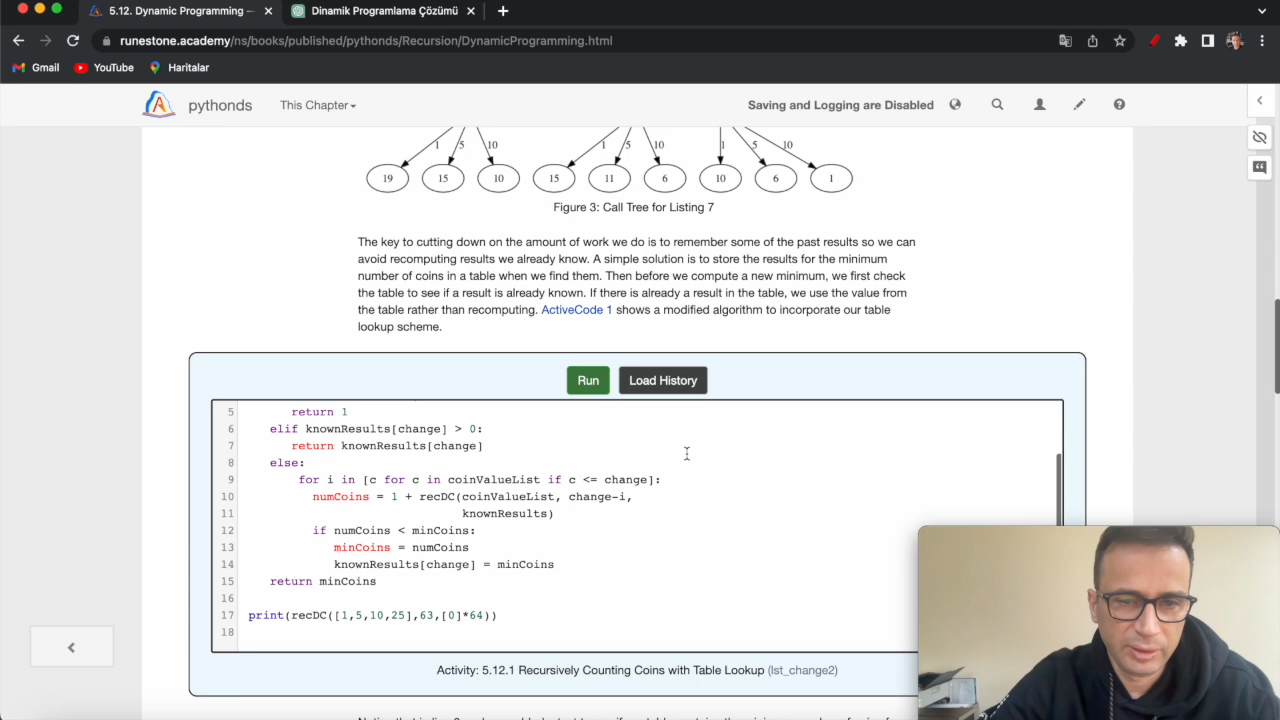 5.12. Dynamic Programming —
Dinamik Programlama Çözümü
runestone.academy/ns/books/published/pythonds/Recursion/DynamicProgramming.html
Gmail
YouTube
Haritalar
pythonds
This Chapter
Saving and Logging are Disabled
1 5 10 1 5 10 1 5 10
19 15 10 15 11 6 10 6 1
Figure 3: Call Tree for Listing 7
The key to cutting down on the amount of work we do is to remember some of the past results so we can
avoid recomputing results we already know. A simple solution is to store the results for the minimum
number of coins in a table when we find them. Then before we compute a new minimum, we first check
the table to see if a result is already known. If there is already a result in the table, we use the value from
the table rather than recomputing. ActiveCode 1 shows a modified algorithm to incorporate our table
lookup scheme.
Run
Load History
5 return 1
6 elif knownResults[change] > 0:
7 return knownResults[change]
8 else:
9 for i in [c for c in coinValueList if c <= change]:
10 numCoins = 1 + recDC(coinValueList, change-i,
11 knownResults)
12 if numCoins < minCoins:
13 minCoins = numCoins
14 knownResults[change] = minCoins
15 return minCoins
16
17 print(recDC([1,5,10,25],63,[0]*64))
18
Activity: 5.12.1 Recursively Counting Coins with Table Lookup (lst_change2)